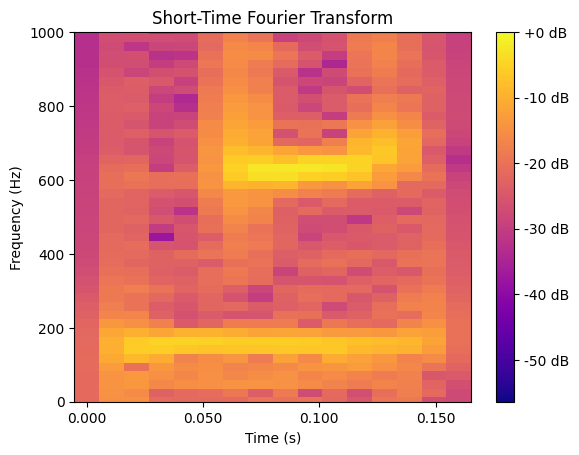 Short-Time Fourier Transform
1000
800
600
400
200
0
Frequency (Hz)
0.000
0.050
0.100
0.150
Time (s)
+0 dB
-10 dB
-20 dB
-30 dB
-40 dB
-50 dB